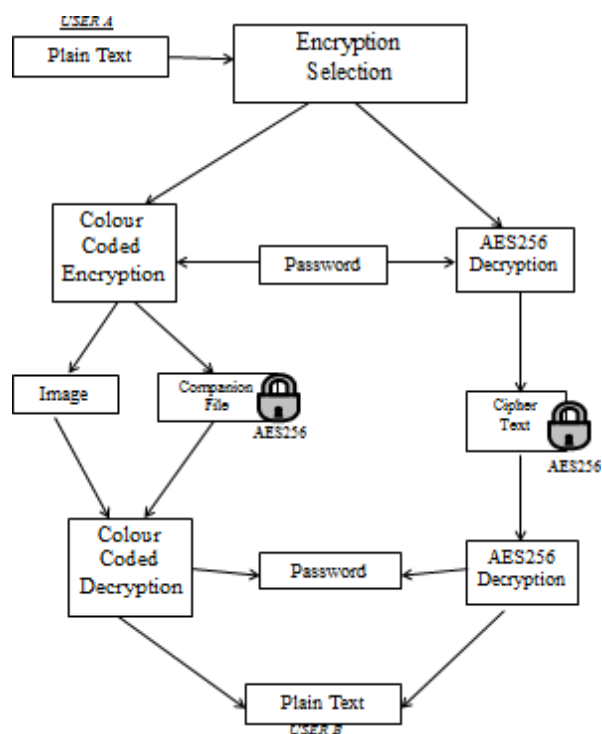 USER A
Plain Text
Encryption
Selection
Colour
Coded
Encryption
Password
AES256
Decryption
Image
Companion
File
AES256
Cipher
Text
AES256
Colour
Coded
Decryption
Password
AES256
Decryption
Plain Text
USER B